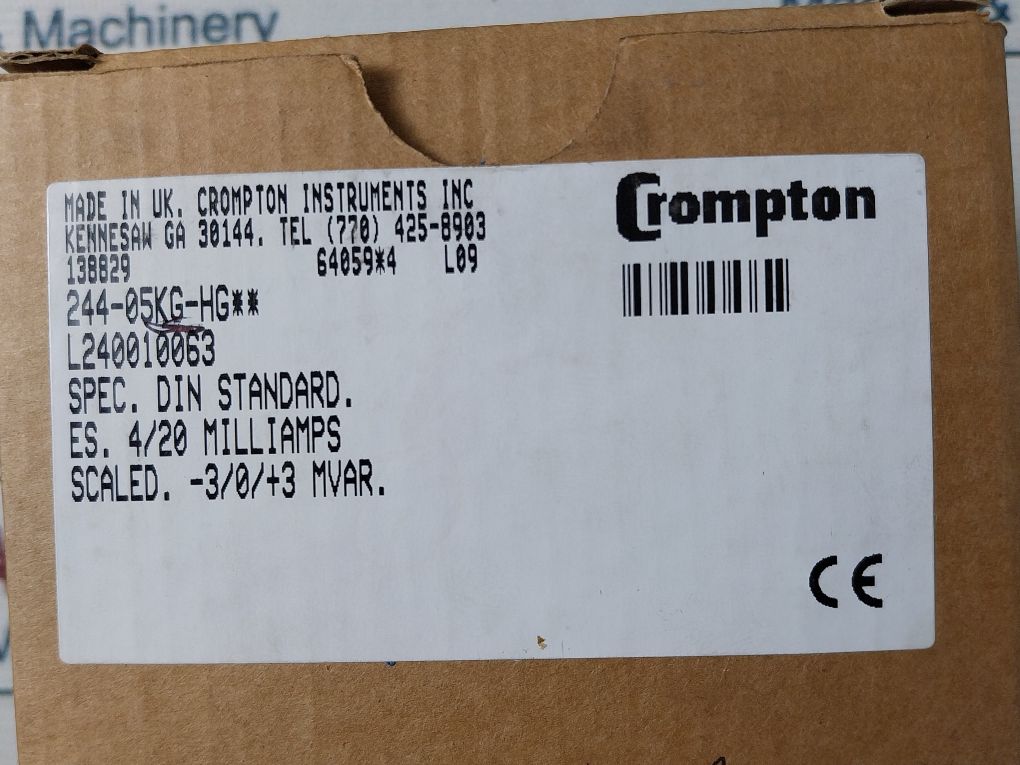 & Machinery
Crompton
MADE IN UK. CROMPTON INSTRUMENTS INC
KENNESAW GA 30144. TEL (770) 425-8903
138829 64059*4 L09
244-05KG-HG**
L240010063
SPEC. DIN STANDARD.
ES. 4/20 MILLIAMPS
SCALED. -3/0/+3 MVAR.
CE